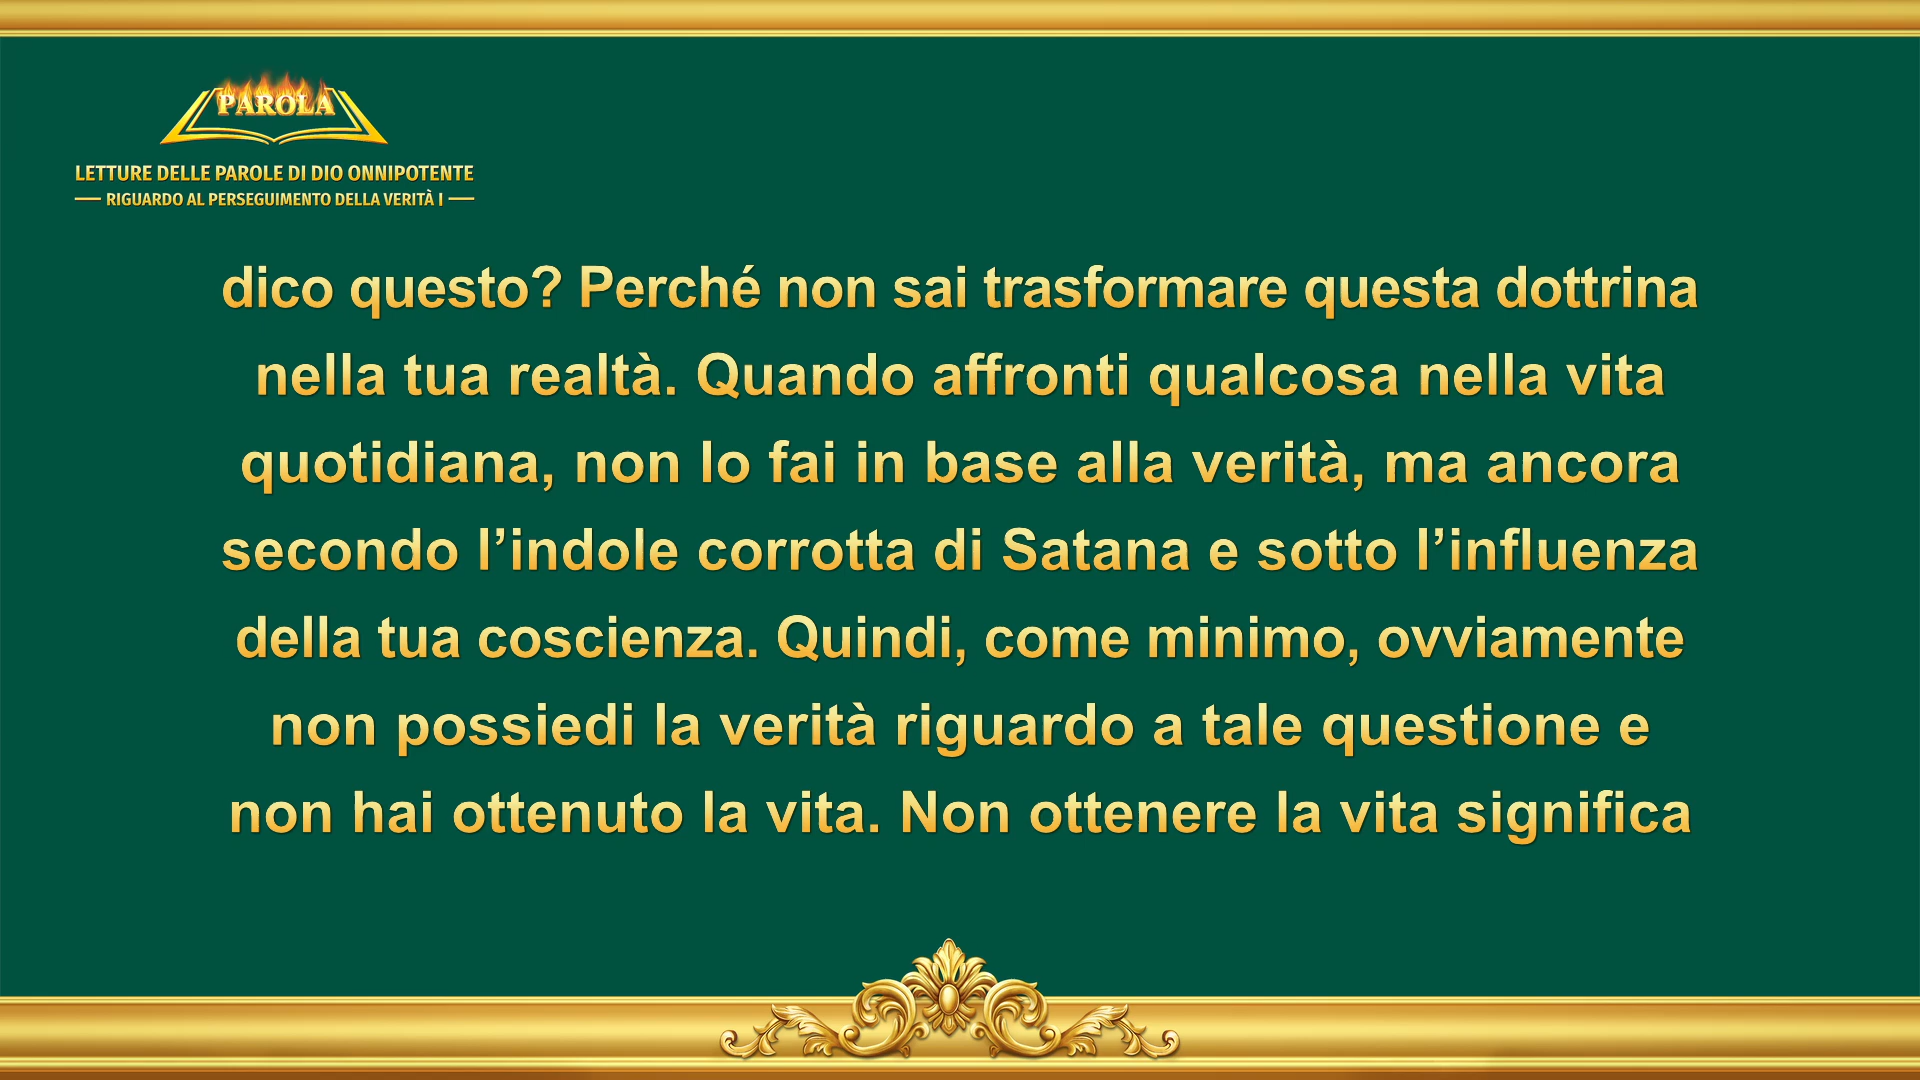 PAROLA
LETTURE DELLE PAROLE DI DIO ONNIPOTENTE
RIGUARDO AL PERSEGUIMENTO DELLA VERITÀ I
dico questo? Perché non sai trasformare questa dottrina
nella tua realtà. Quando affronti qualcosa nella vita
quotidiana, non lo fai in base alla verità, ma ancora
secondo l’indole corrotta di Satana e sotto l’influenza
della tua coscienza. Quindi, come minimo, ovviamente
non possiedi la verità riguardo a tale questione e
non hai ottenuto la vita. Non ottenere la vita significa